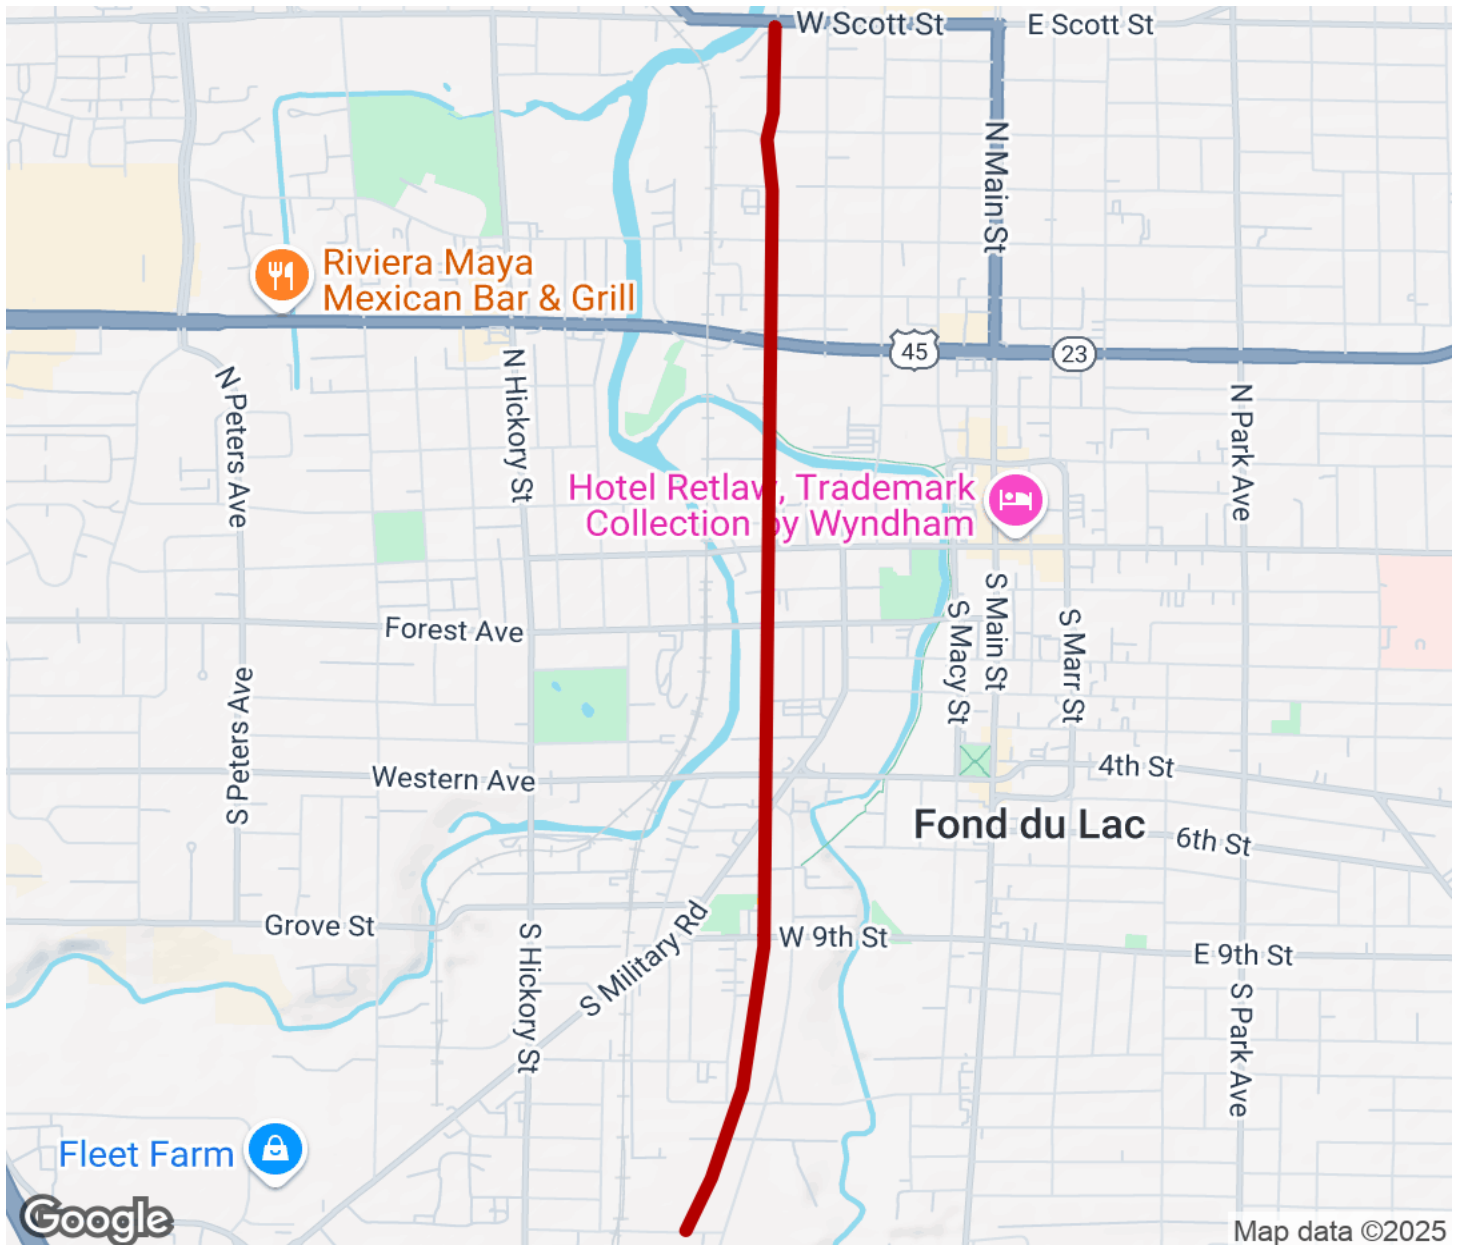 W Scott St
E Scott St
N Main St
Riviera Maya
Mexican Bar & Grill
45
23
N Peters Ave
N Hickory St
N Park Ave
Hotel Retlaw, Trademark
Collection by Wyndham
Forest Ave
S Macy St
S Main St
S Marr St
S Peters Ave
Western Ave
4th St
Fond du Lac
6th St
Grove St
S Military Rd
W 9th St
E 9th St
S Hickory St
S Park Ave
Fleet Farm
Google
Map data ©2025